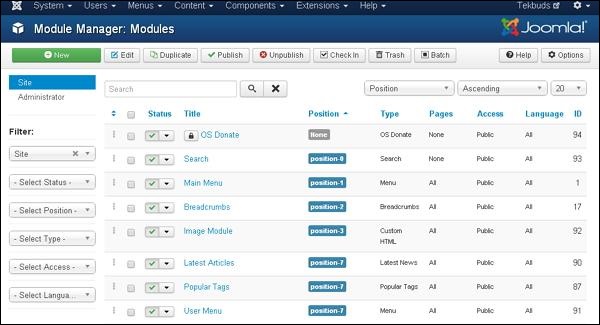 System Users Menus Content Components Extensions Help Tekbuds
Module Manager: Modules Joomla!
New Edit Duplicate Publish Unpublish Check In Trash Batch Help Options
Site
Administrator
Search Position Ascending 20
Status Title Position Type Pages Access Language ID
Filter:
Site
- Select Status -
- Select Position -
- Select Type -
- Select Access -
- Select Langua...
OS Donate None OS Donate None Public All 94
Search position-0 Search None Public All 93
Main Menu position-1 Menu All Public All 1
Breadcrumbs position-2 Breadcrumbs All Public All 17
Image Module position-3 Custom HTML All Public All 92
Latest Articles position-7 Latest News All Public All 90
Popular Tags position-7 Popular Tags All Public All 87
User Menu position-7 Menu All Public All 91